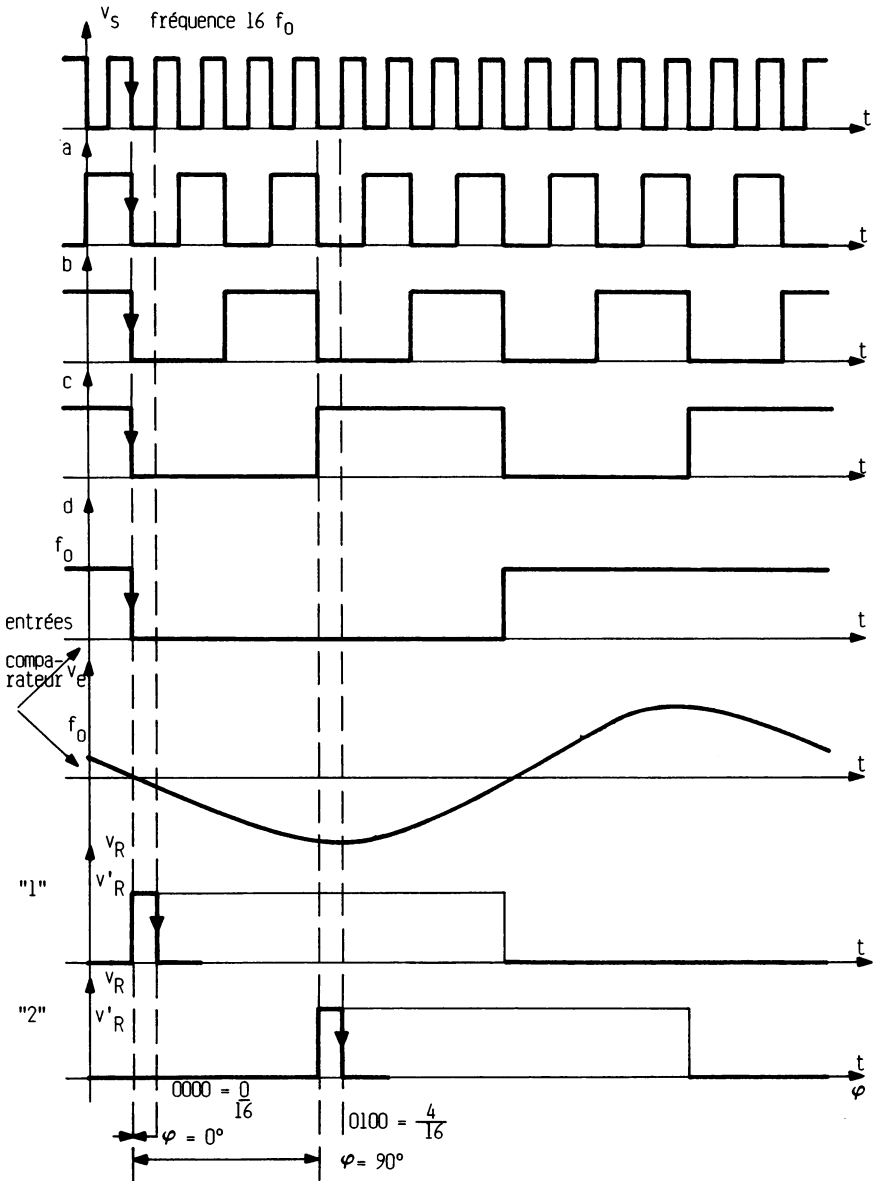 v_S fréquence 16 f_0
t
a
t
b
t
c
t
d
f_0
t
entrées
compa-
rateur v_e
f_0
t
v_R
"1" v'_R
t
v_R
"2" v'_R
t
φ
0000 = 0/16
0100 = 4/16
φ = 0°
φ = 90°